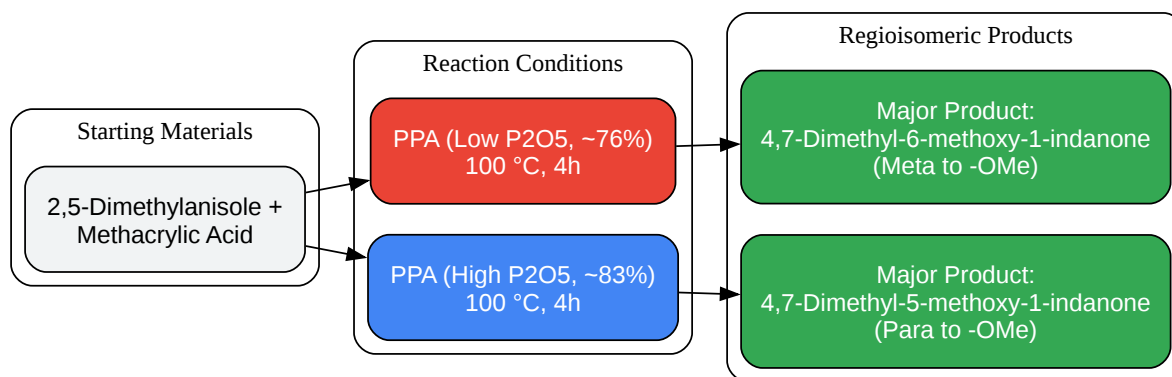 Starting Materials
2,5-Dimethylanisole +
Methacrylic Acid
Reaction Conditions
PPA (Low P2O5, ~76%)
100 °C, 4h
PPA (High P2O5, ~83%)
100 °C, 4h
Regioisomeric Products
Major Product:
4,7-Dimethyl-6-methoxy-1-indanone
(Meta to -OMe)
Major Product:
4,7-Dimethyl-5-methoxy-1-indanone
(Para to -OMe)